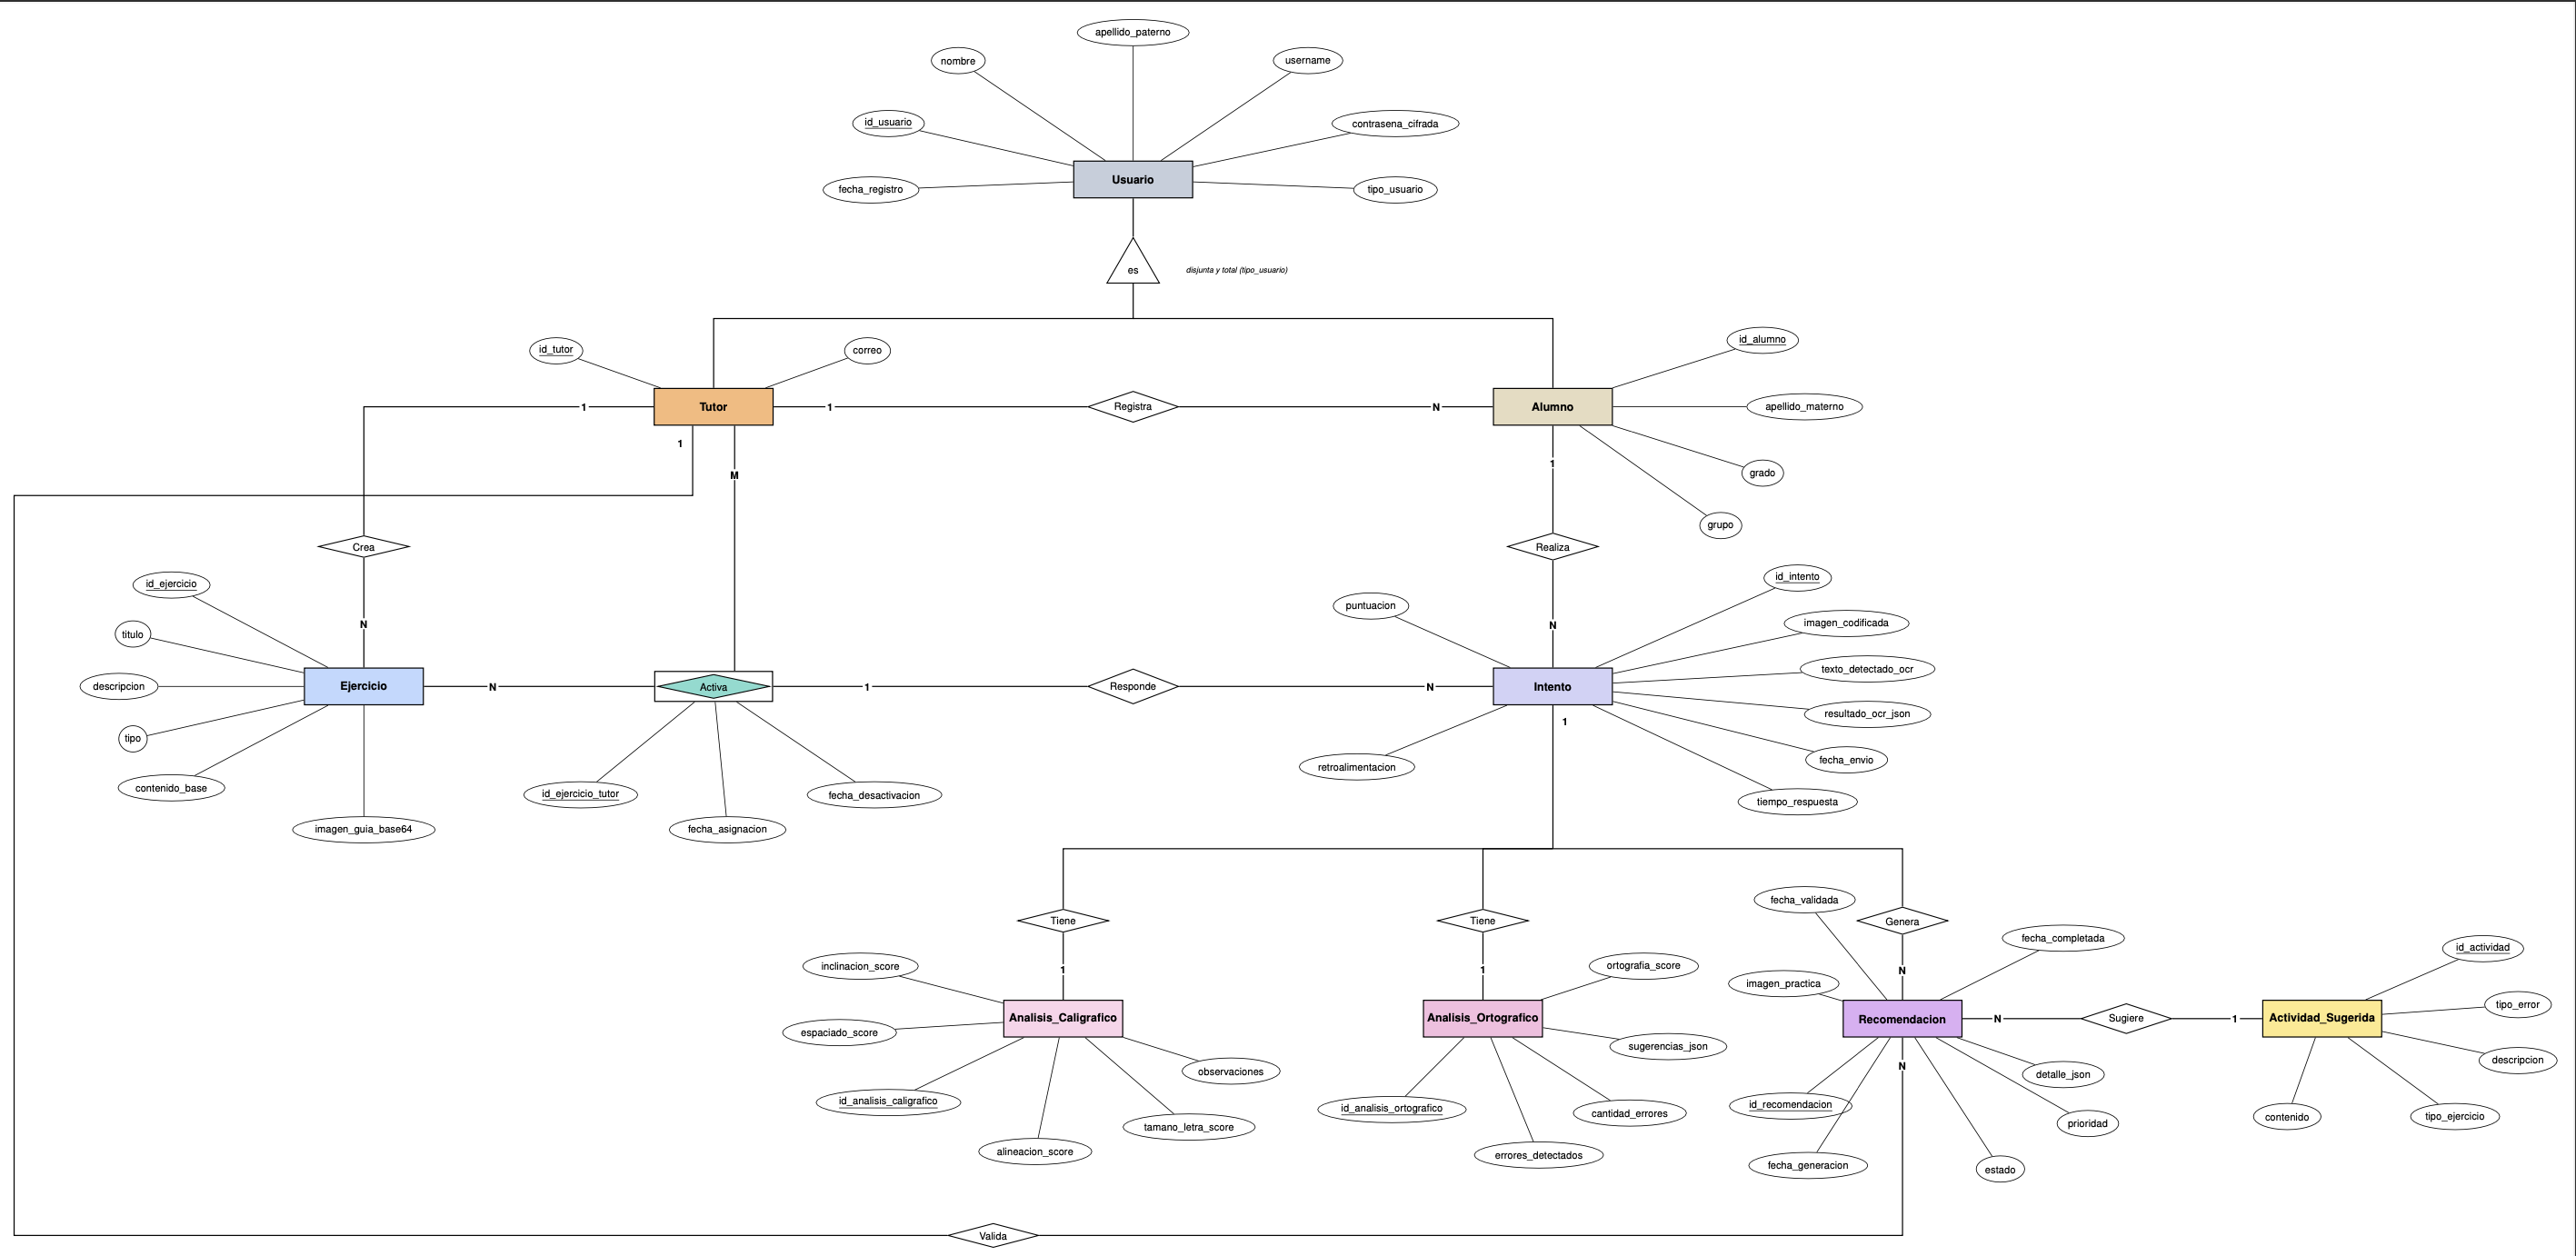 apellido_paterno
nombre
username
id_usuario
contrasena_cifrada
Usuario
fecha_registro
tipo_usuario
es
disjunta y total (tipo_usuario)
id_tutor
correo
id_alumno
1
Tutor
1
Registra
N
Alumno
apellido_materno
1
M
1
grado
grupo
Crea
Realiza
id_ejercicio
id_intento
puntuacion
imagen_codificada
N
N
titulo
texto_detectado_ocr
descripcion
Ejercicio
N
Activa
1
Responde
N
Intento
resultado_ocr_json
1
tipo
fecha_envio
retroalimentacion
contenido_base
id_ejercicio_tutor
fecha_desactivacion
tiempo_respuesta
imagen_guia_base64
fecha_asignacion
fecha_validada
Tiene
Tiene
Genera
fecha_completada
id_actividad
inclinacion_score
1
ortografia_score
1
N
imagen_practica
tipo_error
espaciado_score
Analisis_Caligrafico
Analisis_Ortografico
Recomendacion
N
Sugiere
1
Actividad_Sugerida
sugerencias_json
descripcion
observaciones
N
detalle_json
id_analisis_caligrafico
id_analisis_ortografico
cantidad_errores
id_recomendacion
prioridad
contenido
tipo_ejercicio
tamano_letra_score
alineacion_score
errores_detectados
fecha_generacion
estado
Valida